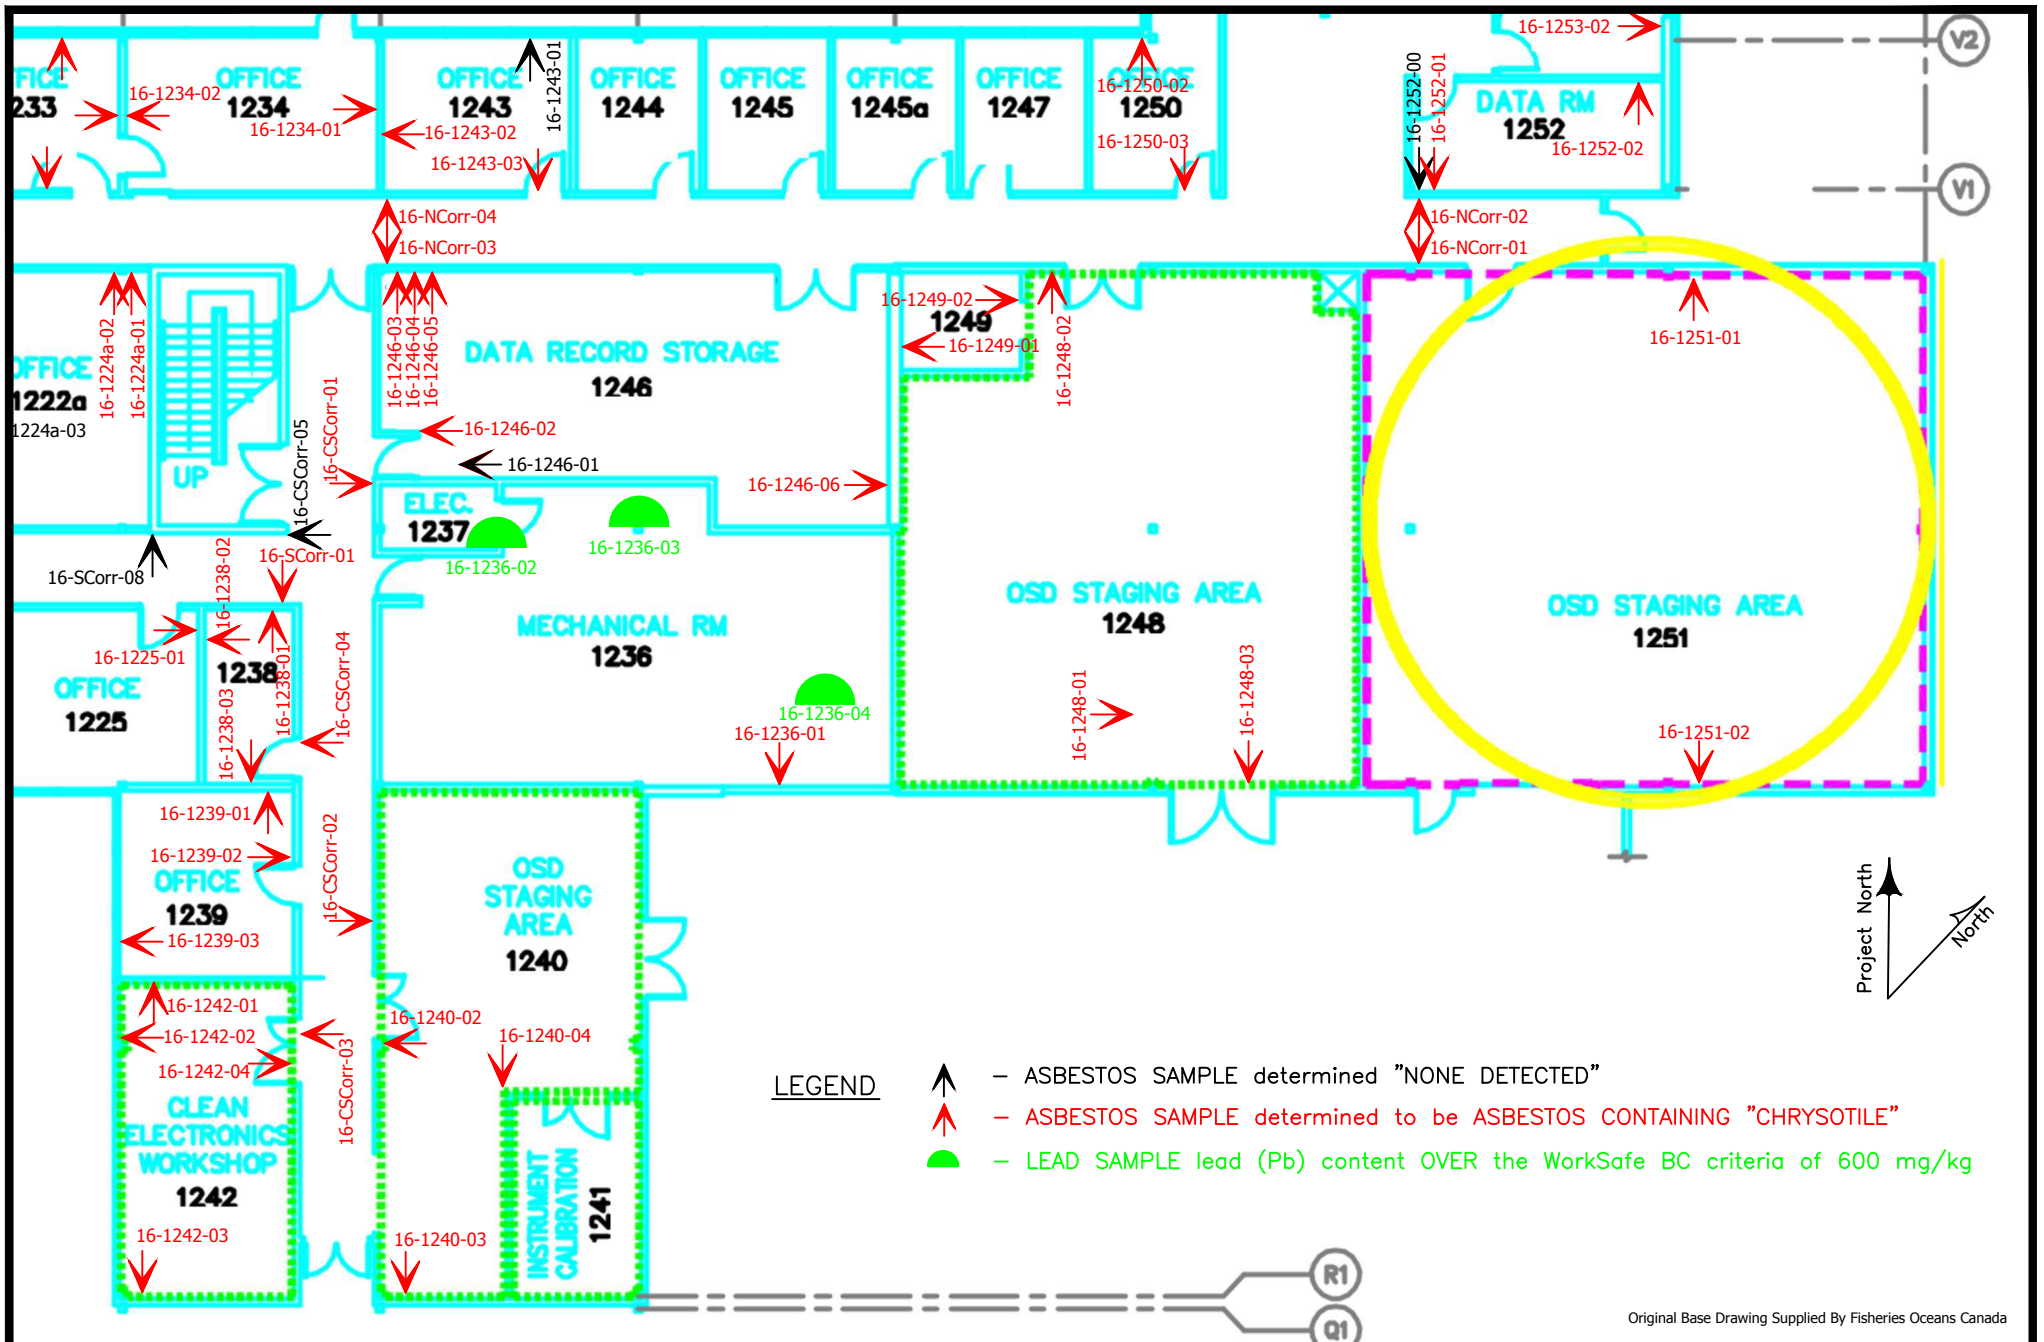 16-1253-02
V2
OFFICE
1233
16-1234-02
OFFICE
1234
16-1234-01
OFFICE
1243
16-1243-01
16-1243-02
16-1243-03
OFFICE
1244
OFFICE
1245
OFFICE
1245a
OFFICE
1247
OFFICE
16-1250-02
1250
16-1250-03
16-1252-00
16-1252-01
DATA RM
1252
16-1252-02
V1
16-NCorr-04
16-NCorr-03
16-NCorr-02
16-NCorr-01
OFFICE
1222a
1224a-03
16-1224a-02
16-1224a-01
UP
16-CSCorr-05
16-CSCorr-01
16-1246-03
16-1246-04
16-1246-05
DATA RECORD STORAGE
1246
16-1246-02
16-1246-01
16-1246-06
16-1249-02
1249
16-1249-01
16-1248-02
16-1251-01
ELEC.
1237
16-1236-02
16-1236-03
16-SCorr-08
16-SCorr-01
16-1238-02
16-1225-01
OFFICE
1225
1238
16-1238-03
16-1238-01
16-CSCorr-04
MECHANICAL RM
1236
16-1236-04
16-1236-01
OSD STAGING AREA
1248
16-1248-01
16-1248-03
OSD STAGING AREA
1251
16-1251-02
16-1239-01
16-1239-02
OFFICE
1239
16-1239-03
16-CSCorr-02
OSD
STAGING
AREA
1240
Project North
North
16-1242-01
16-1242-02
16-1242-04
CLEAN
ELECTRONICS
WORKSHOP
1242
16-1242-03
16-CSCorr-03
16-1240-02
16-1240-04
16-1240-03
INSTRUMENT
CALIBRATION
1241
LEGEND
– ASBESTOS SAMPLE determined "NONE DETECTED"
– ASBESTOS SAMPLE determined to be ASBESTOS CONTAINING "CHRYSOTILE"
– LEAD SAMPLE lead (Pb) content OVER the WorkSafe BC criteria of 600 mg/kg
R1
Q1
Original Base Drawing Supplied By Fisheries Oceans Canada